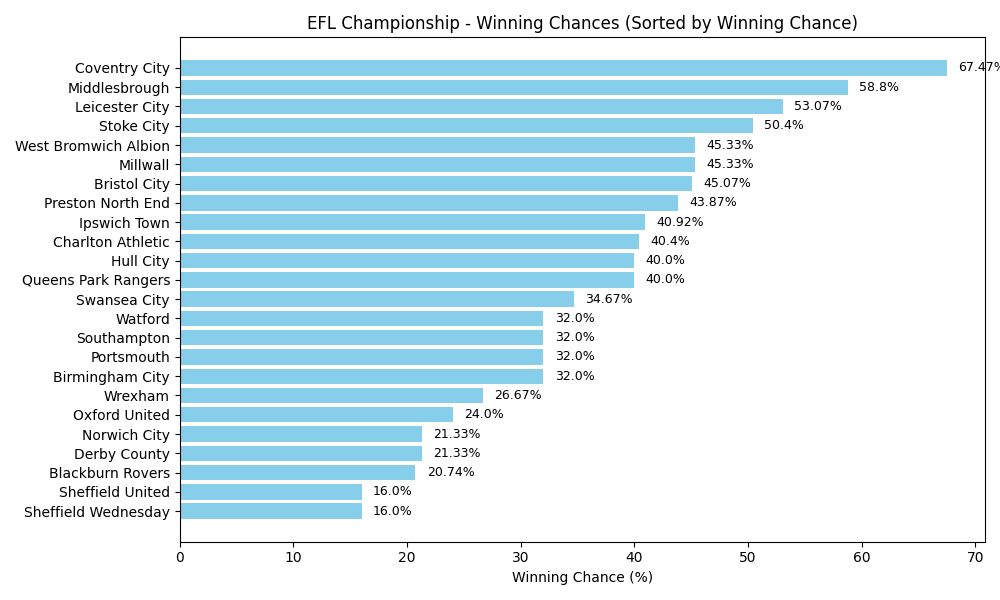 EFL Championship - Winning Chances (Sorted by Winning Chance)
Coventry City 67.47%
Middlesbrough 58.8%
Leicester City 53.07%
Stoke City 50.4%
West Bromwich Albion 45.33%
Millwall 45.33%
Bristol City 45.07%
Preston North End 43.87%
Ipswich Town 40.92%
Charlton Athletic 40.4%
Hull City 40.0%
Queens Park Rangers 40.0%
Swansea City 34.67%
Watford 32.0%
Southampton 32.0%
Portsmouth 32.0%
Birmingham City 32.0%
Wrexham 26.67%
Oxford United 24.0%
Norwich City 21.33%
Derby County 21.33%
Blackburn Rovers 20.74%
Sheffield United 16.0%
Sheffield Wednesday 16.0%
0 10 20 30 40 50 60 70
Winning Chance (%)